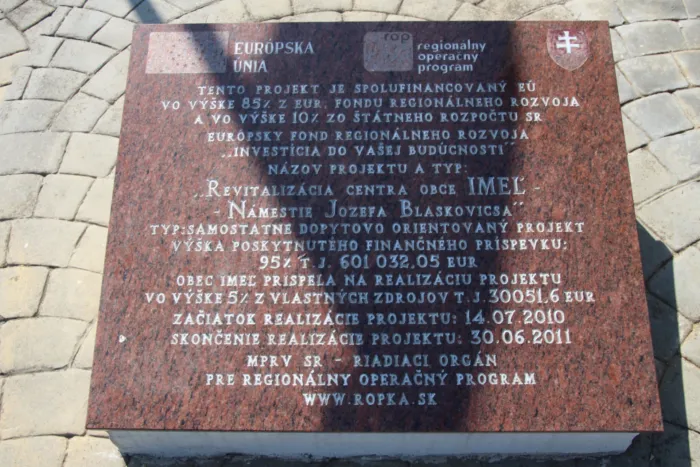 EURÓPSKA
ÚNIA
rop
regionálny
operačný
program
TENTO PROJEKT JE SPOLUFINANCOVANÝ EÚ
VO VÝŠKE 85% Z EUR. FONDU REGIONÁLNEHO ROZVOJA
A VO VÝŠKE 10% ZO ŠTÁTNEHO ROZPOČTU SR
EURÓPSKY FOND REGIONÁLNEHO ROZVOJA
,,INVESTÍCIA DO VAŠEJ BUDÚCNOSTI"
NÁZOV PROJEKTU A TYP:
,,REVITALIZÁCIA CENTRA OBCE IMEĽ -
- NÁMESTIE JOZEFA BLASKOVICSA"
TYP:SAMOSTATNE DOPYTOVO ORIENTOVANÝ PROJEKT
VÝŠKA POSKYTNUTÉHO FINANČNÉHO PRÍSPEVKU:
95% T.J. 601 032,05 EUR
OBEC IMEĽ PRISPELA NA REALIZÁCIU PROJEKTU
VO VÝŠKE 5% Z VLASTNÝCH ZDROJOV T.J. 30051,6 EUR
ZAČIATOK REALIZÁCIE PROJEKTU: 14.07.2010
SKONČENIE REALIZÁCIE PROJEKTU: 30.06.2011
MPRV SR - RIADIACI ORGÁN
PRE REGIONÁLNY OPERAČNÝ PROGRAM
WWW.ROPKA.SK